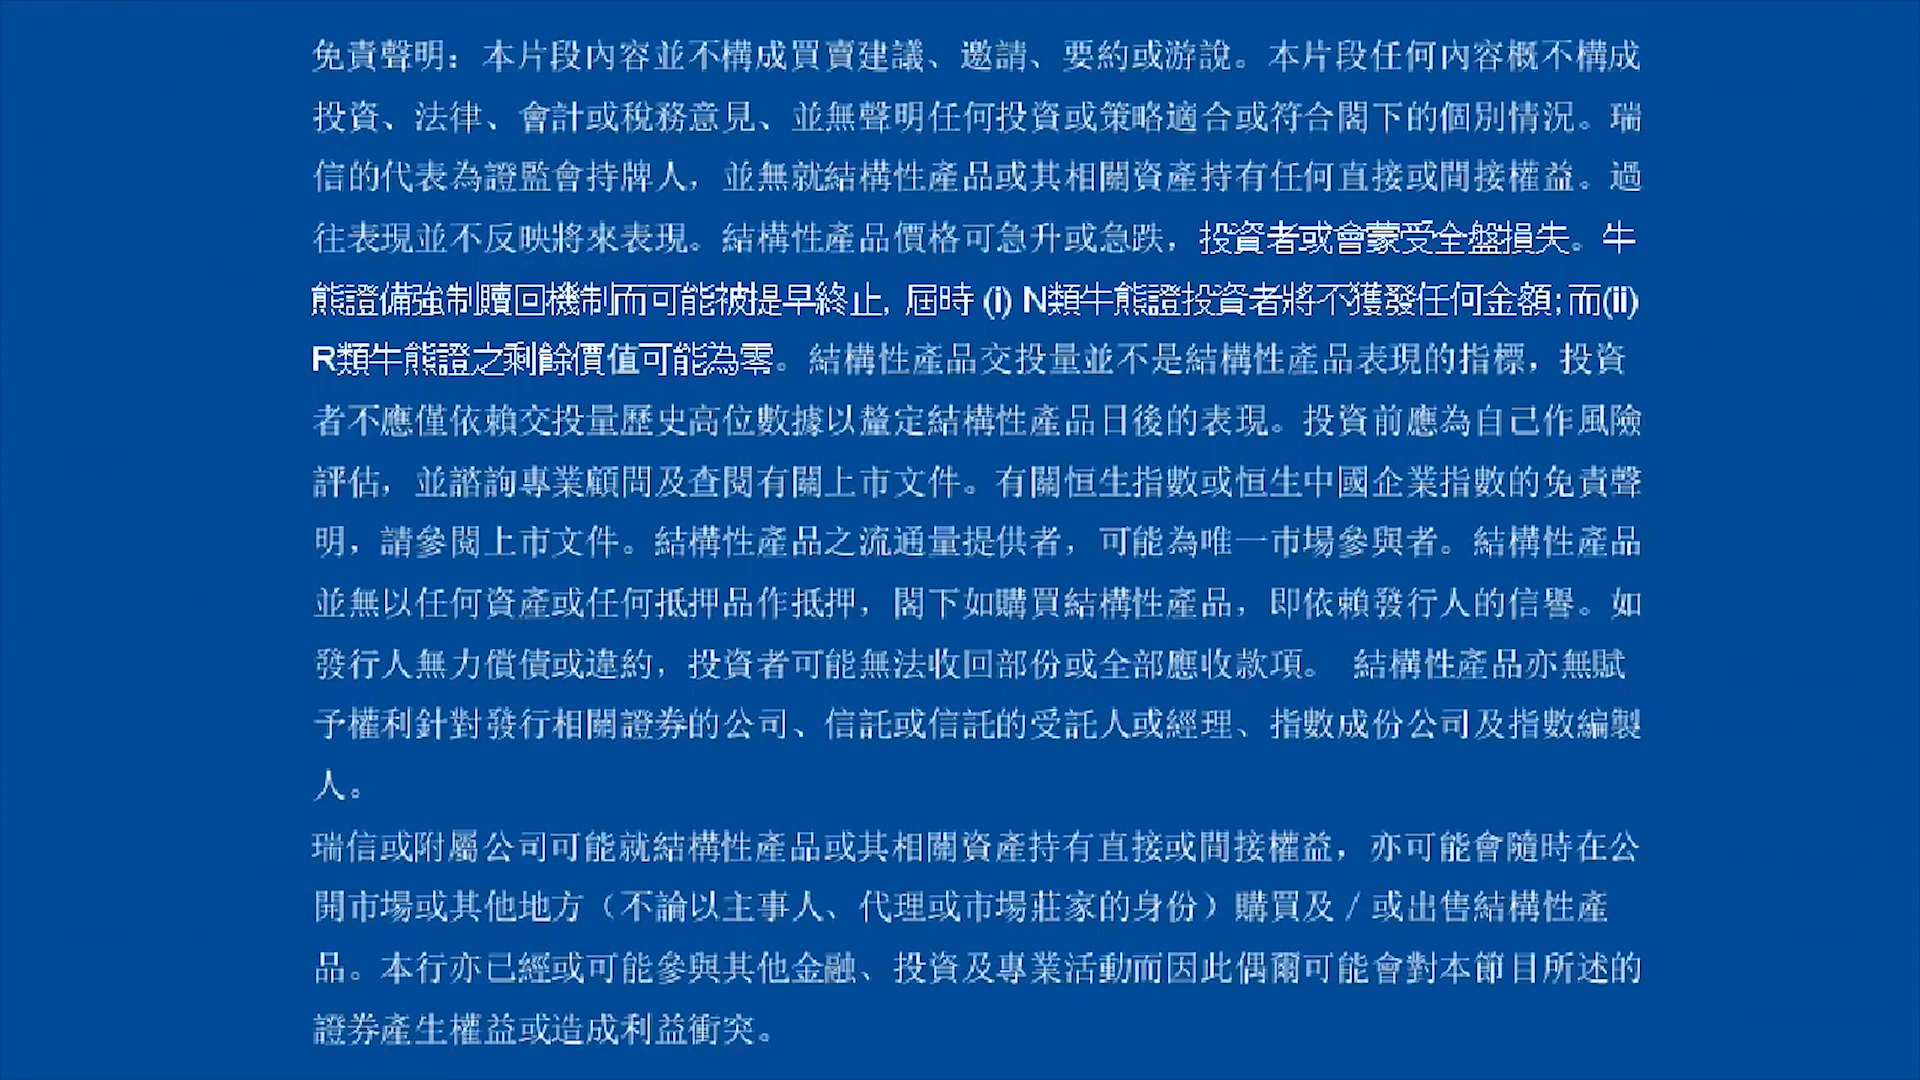 免責聲明：本片段內容並不構成買賣建議、邀請、要約或游說。本片段任何內容概不構成
投資、法律、會計或稅務意見、並無聲明任何投資或策略適合或符合閣下的個別情況。瑞
信的代表為證監會持牌人，並無就結構性產品或其相關資產持有任何直接或間接權益。過
往表現並不反映將來表現。結構性產品價格可急升或急跌，投資者或會蒙受全盤損失。牛
熊證備強制贖回機制而可能被提早終止, 屆時 (i) N類牛熊證投資者將不獲發任何金額; 而(ii)
R類牛熊證之剩餘價值可能為零。結構性產品交投量並不是結構性產品表現的指標，投資
者不應僅依賴交投量歷史高位數據以釐定結構性產品日後的表現。投資前應為自己作風險
評估，並諮詢專業顧問及查閱有關上市文件。有關恒生指數或恒生中國企業指數的免責聲
明，請參閱上市文件。結構性產品之流通量提供者，可能為唯一市場參與者。結構性產品
並無以任何資產或任何抵押品作抵押，閣下如購買結構性產品，即依賴發行人的信譽。如
發行人無力償債或違約，投資者可能無法收回部份或全部應收款項。 結構性產品亦無賦
予權利針對發行相關證券的公司、信託或信託的受託人或經理、指數成份公司及指數編製
人。
瑞信或附屬公司可能就結構性產品或其相關資產持有直接或間接權益，亦可能會隨時在公
開市場或其他地方（不論以主事人、代理或市場莊家的身份）購買及 / 或出售結構性產
品。本行亦已經或可能參與其他金融、投資及專業活動而因此偶爾可能會對本節目所述的
證券產生權益或造成利益衝突。